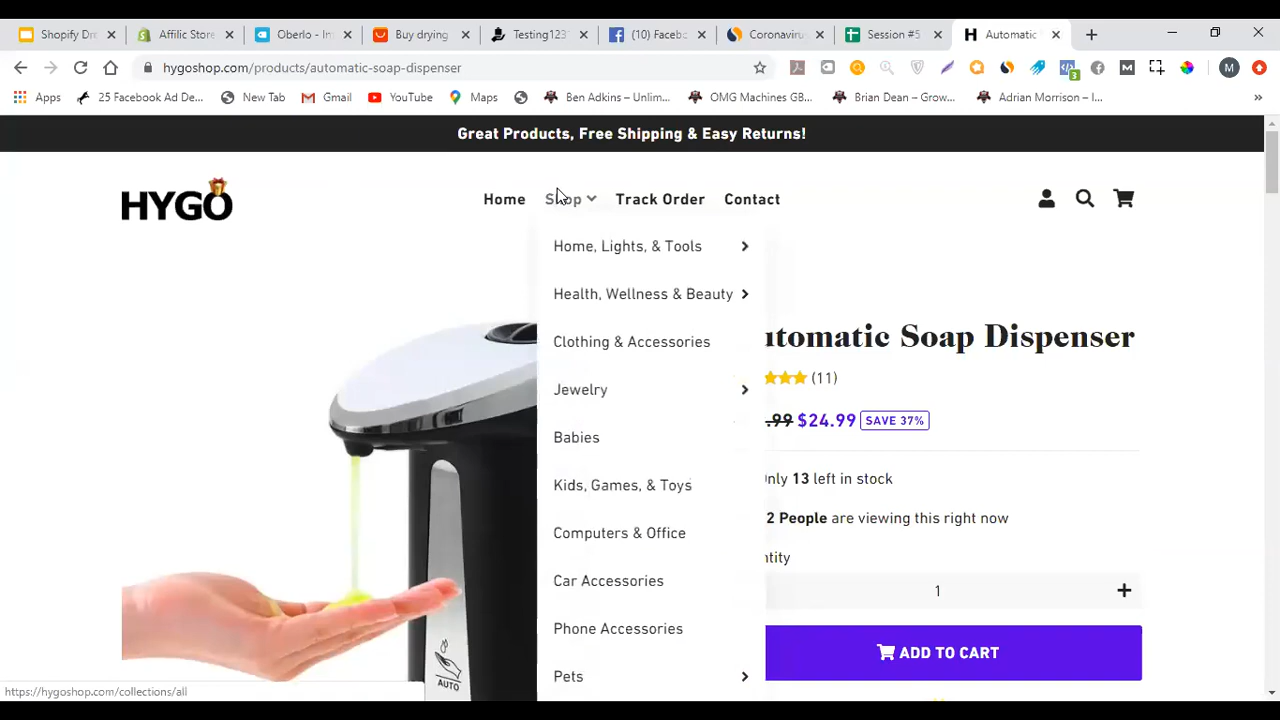 Shopify Dr
Affilic Store
Oberlo - In
Buy drying
Testing123
(10) Faceb
Coronaviru
Session #5
Automatic
hygoshop.com/products/automatic-soap-dispenser
3
M
M
Apps
25 Facebook Ad De...
New Tab
Gmail
YouTube
Maps
Ben Adkins – Unlim...
OMG Machines GB...
Brian Dean – Grow...
Adrian Morrison – I...
»
Great Products, Free Shipping & Easy Returns!
HYGO
Home
Shop
Track Order
Contact
Home, Lights, & Tools
Health, Wellness & Beauty
Clothing & Accessories
Jewelry
Babies
Kids, Games, & Toys
Computers & Office
Car Accessories
Phone Accessories
Pets
utomatic Soap Dispenser
(11)
.99 $24.99 SAVE 37%
nly 13 left in stock
2 People are viewing this right now
ntity
1
ADD TO CART
AUTO
https://hygoshop.com/collections/all